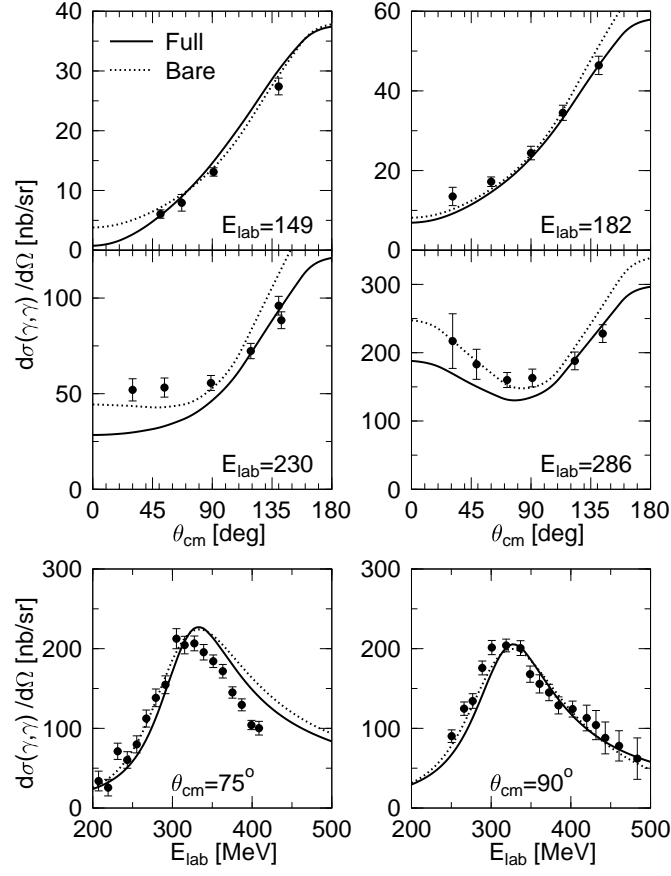 40
30
20
10
0
Full
Bare
E_lab=149
60
40
20
0
E_lab=182
dσ(γ,γ) /dΩ [nb/sr]
100
50
0
E_lab=230
0 45 90 135 180
θ_cm [deg]
300
200
100
0
E_lab=286
0 45 90 135 180
θ_cm [deg]
dσ(γ,γ) /dΩ [nb/sr]
300
200
100
0
θ_cm=75°
200 300 400 500
E_lab [MeV]
300
200
100
0
θ_cm=90°
200 300 400 500
E_lab [MeV]